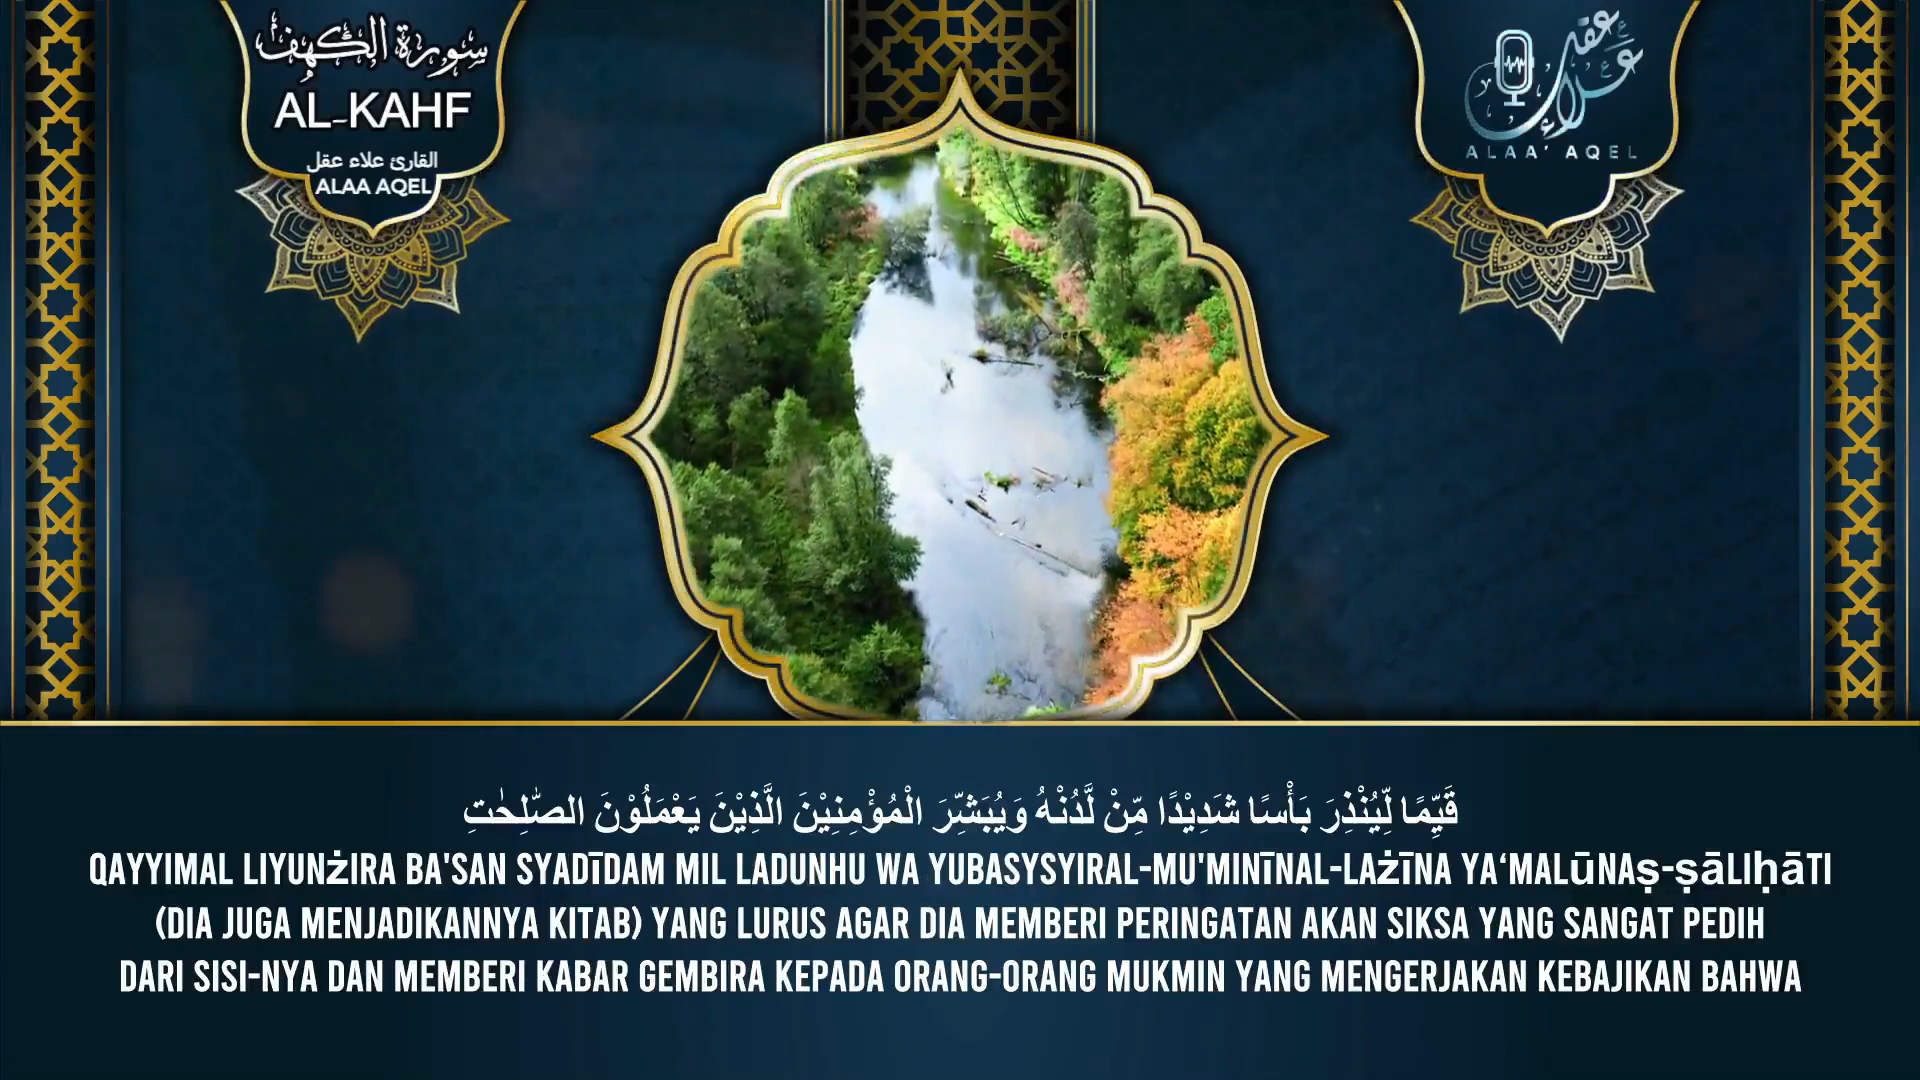 سورة الكهف
AL-KAHF
القارئ علاء عقل
ALAA AQEL
علاء عقل
ALAA' AQEL
قَيِّمًا لِّيُنْذِرَ بَأْسًا شَدِيْدًا مِّنْ لَّدُنْهُ وَيُبَشِّرَ الْمُؤْمِنِيْنَ الَّذِيْنَ يَعْمَلُوْنَ الصّٰلِحٰتِ
QAYYIMAL LIYUNŻIRA BA'SAN SYADĪDAM MIL LADUNHU WA YUBASYSYIRAL-MU'MINĪNAL-LAŻĪNA YA‘MALŪNAṣ-ṣāLIḥāTI
(DIA JUGA MENJADIKANNYA KITAB) YANG LURUS AGAR DIA MEMBERI PERINGATAN AKAN SIKSA YANG SANGAT PEDIH
DARI SISI-NYA DAN MEMBERI KABAR GEMBIRA KEPADA ORANG-ORANG MUKMIN YANG MENGERJAKAN KEBAJIKAN BAHWA